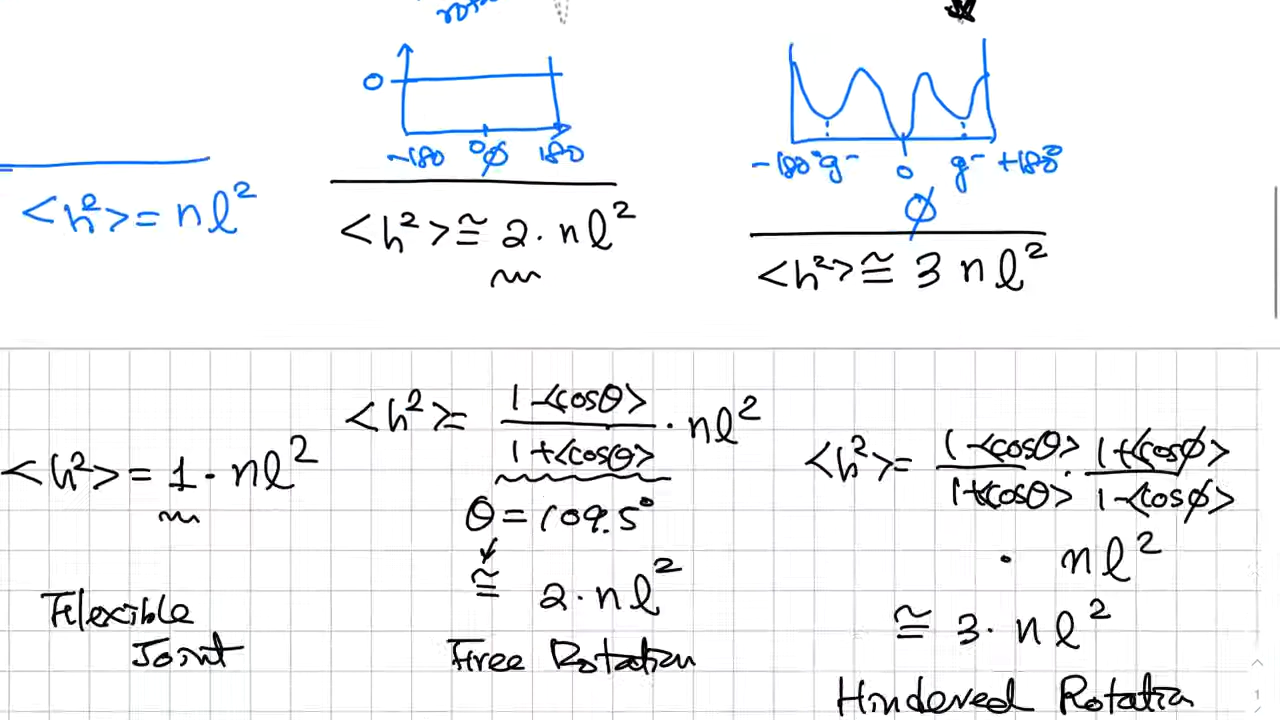 rota
0
-180 0 φ 180
<h²> = nl²
<h²> ≅ 2 · nl²
-180° g- 0 g- +180°
φ
<h²> ≅ 3 nl²
<h²> = 1 · nl²
Flexible
Joint
<h²> = (1-<cosθ>)/(1+<cosθ>) · nl²
θ = 109.5°
≅ 2 · nl²
Free Rotation
<h²> = (1-<cosθ>)/(1+<cosθ>) · (1+<cosφ>)/(1-<cosφ>)
· nl²
≅ 3 · nl²
Hindered Rotation
1